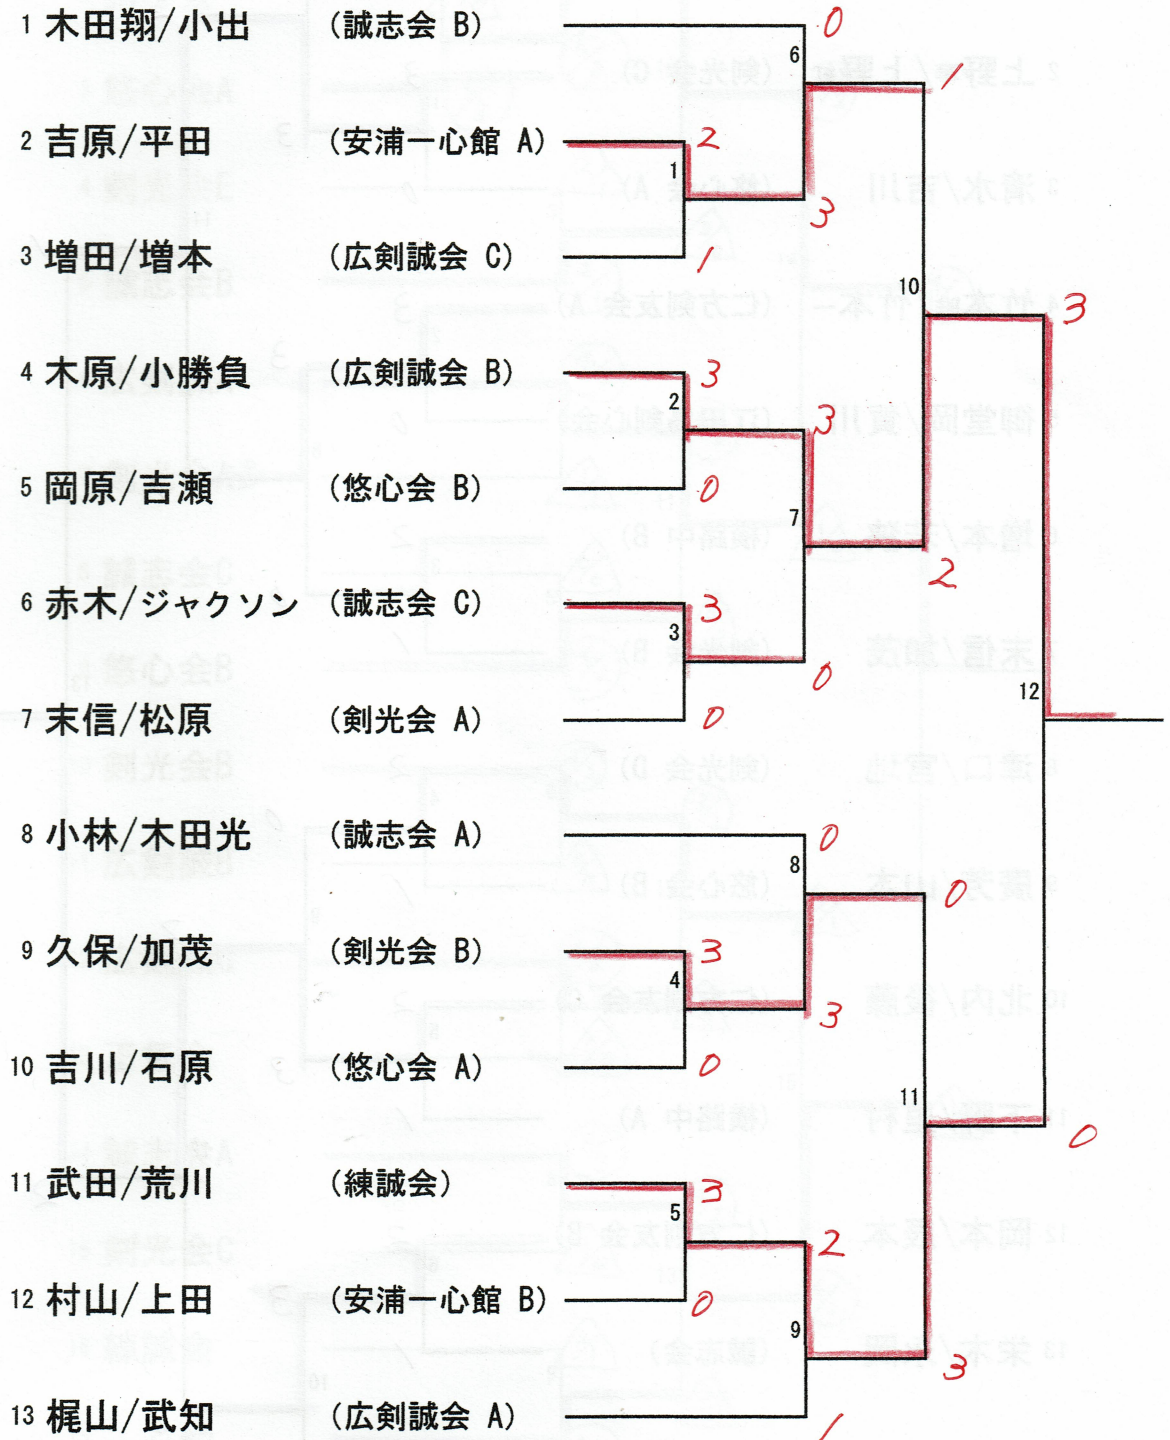 1 木田翔/小出 (誠志会 B) 0
6
1
2 吉原/平田 (安浦一心館 A) 2
1
3
3 増田/増本 (広剣誠会 C) 1
10
3
4 木原/小勝負 (広剣誠会 B) 3
2
3
5 岡原/吉瀬 (悠心会 B) 0
7
2
6 赤木/ジャクソン (誠志会 C) 3
3
0
12
7 末信/松原 (剣光会 A) 0
8 小林/木田光 (誠志会 A) 0
8
0
9 久保/加茂 (剣光会 B) 3
4
3
10 吉川/石原 (悠心会 A) 0
11
0
11 武田/荒川 (練誠会) 3
5
2
12 村山/上田 (安浦一心館 B) 0
9
3
13 梶山/武知 (広剣誠会 A) 1